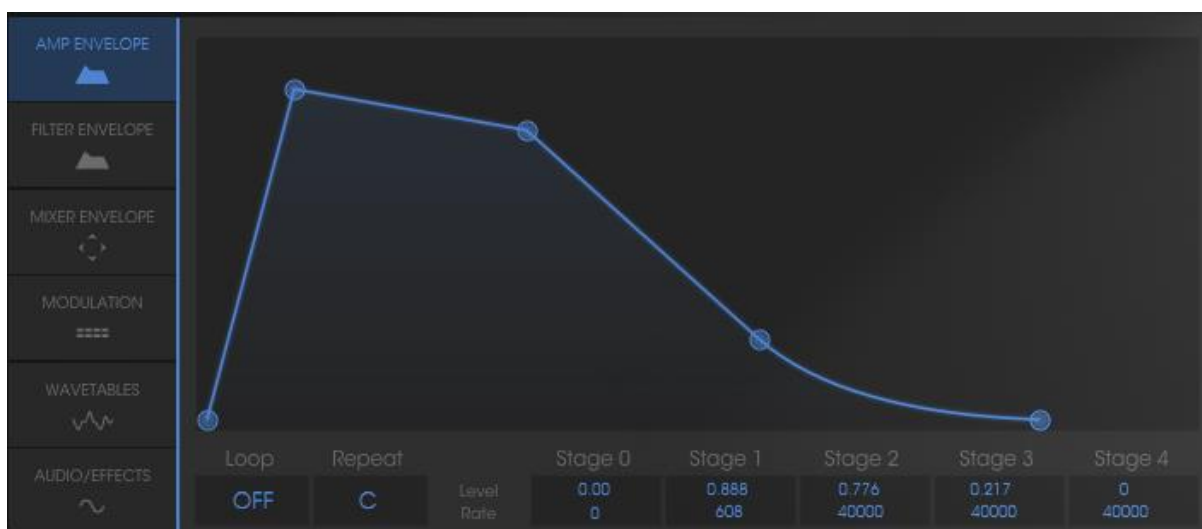 AMP ENVELOPE
FILTER ENVELOPE
MIXER ENVELOPE
MODULATION
WAVETABLES
AUDIO/EFFECTS
Loop Repeat Stage 0 Stage 1 Stage 2 Stage 3 Stage 4
OFF C Level 0.00 0.888 0.776 0.217 0
Rate 0 608 40000 40000 40000